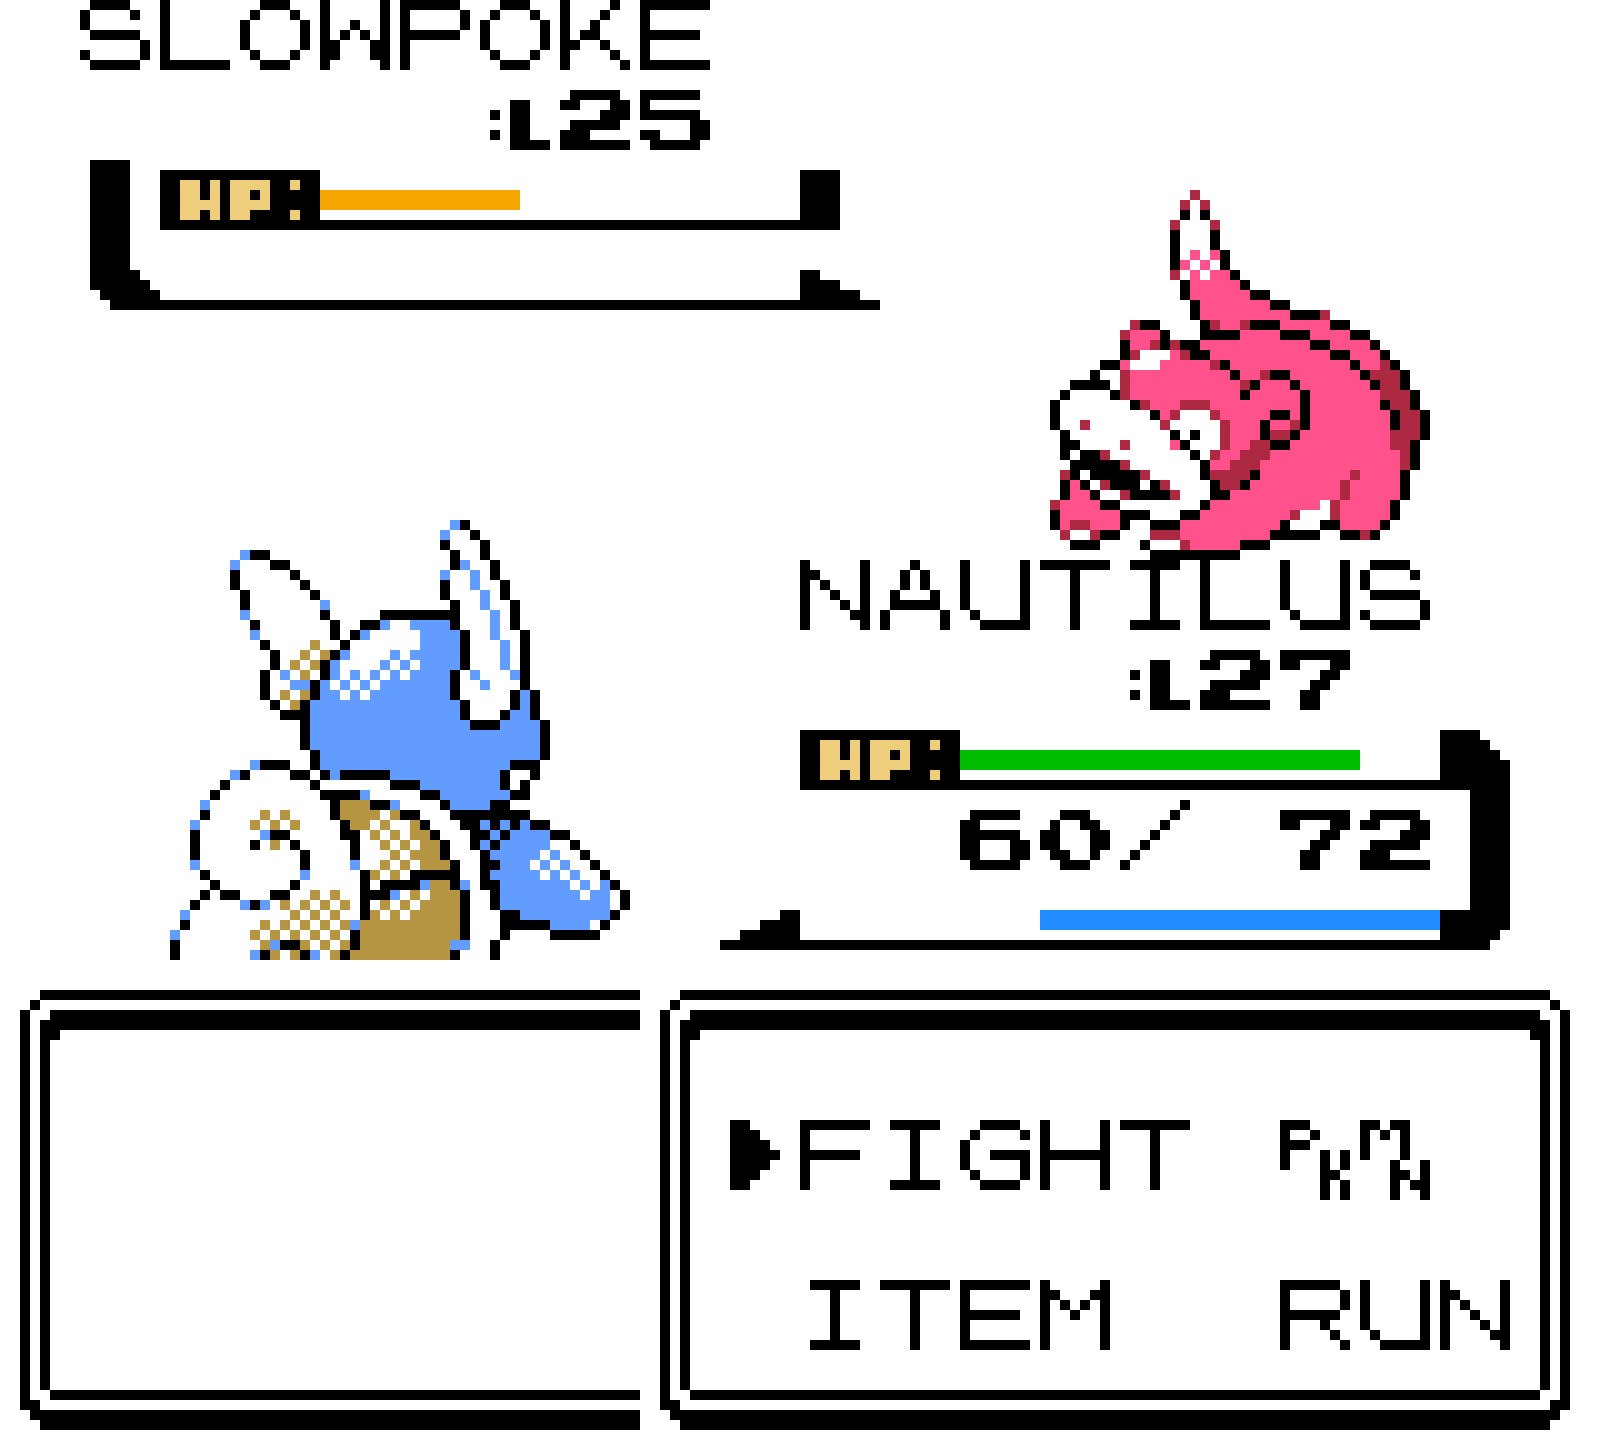 SLOWPOKE
:L25
HP:
NAUTILUS
:L27
HP:
60/ 72
▶FIGHT PKMN
ITEM RUN